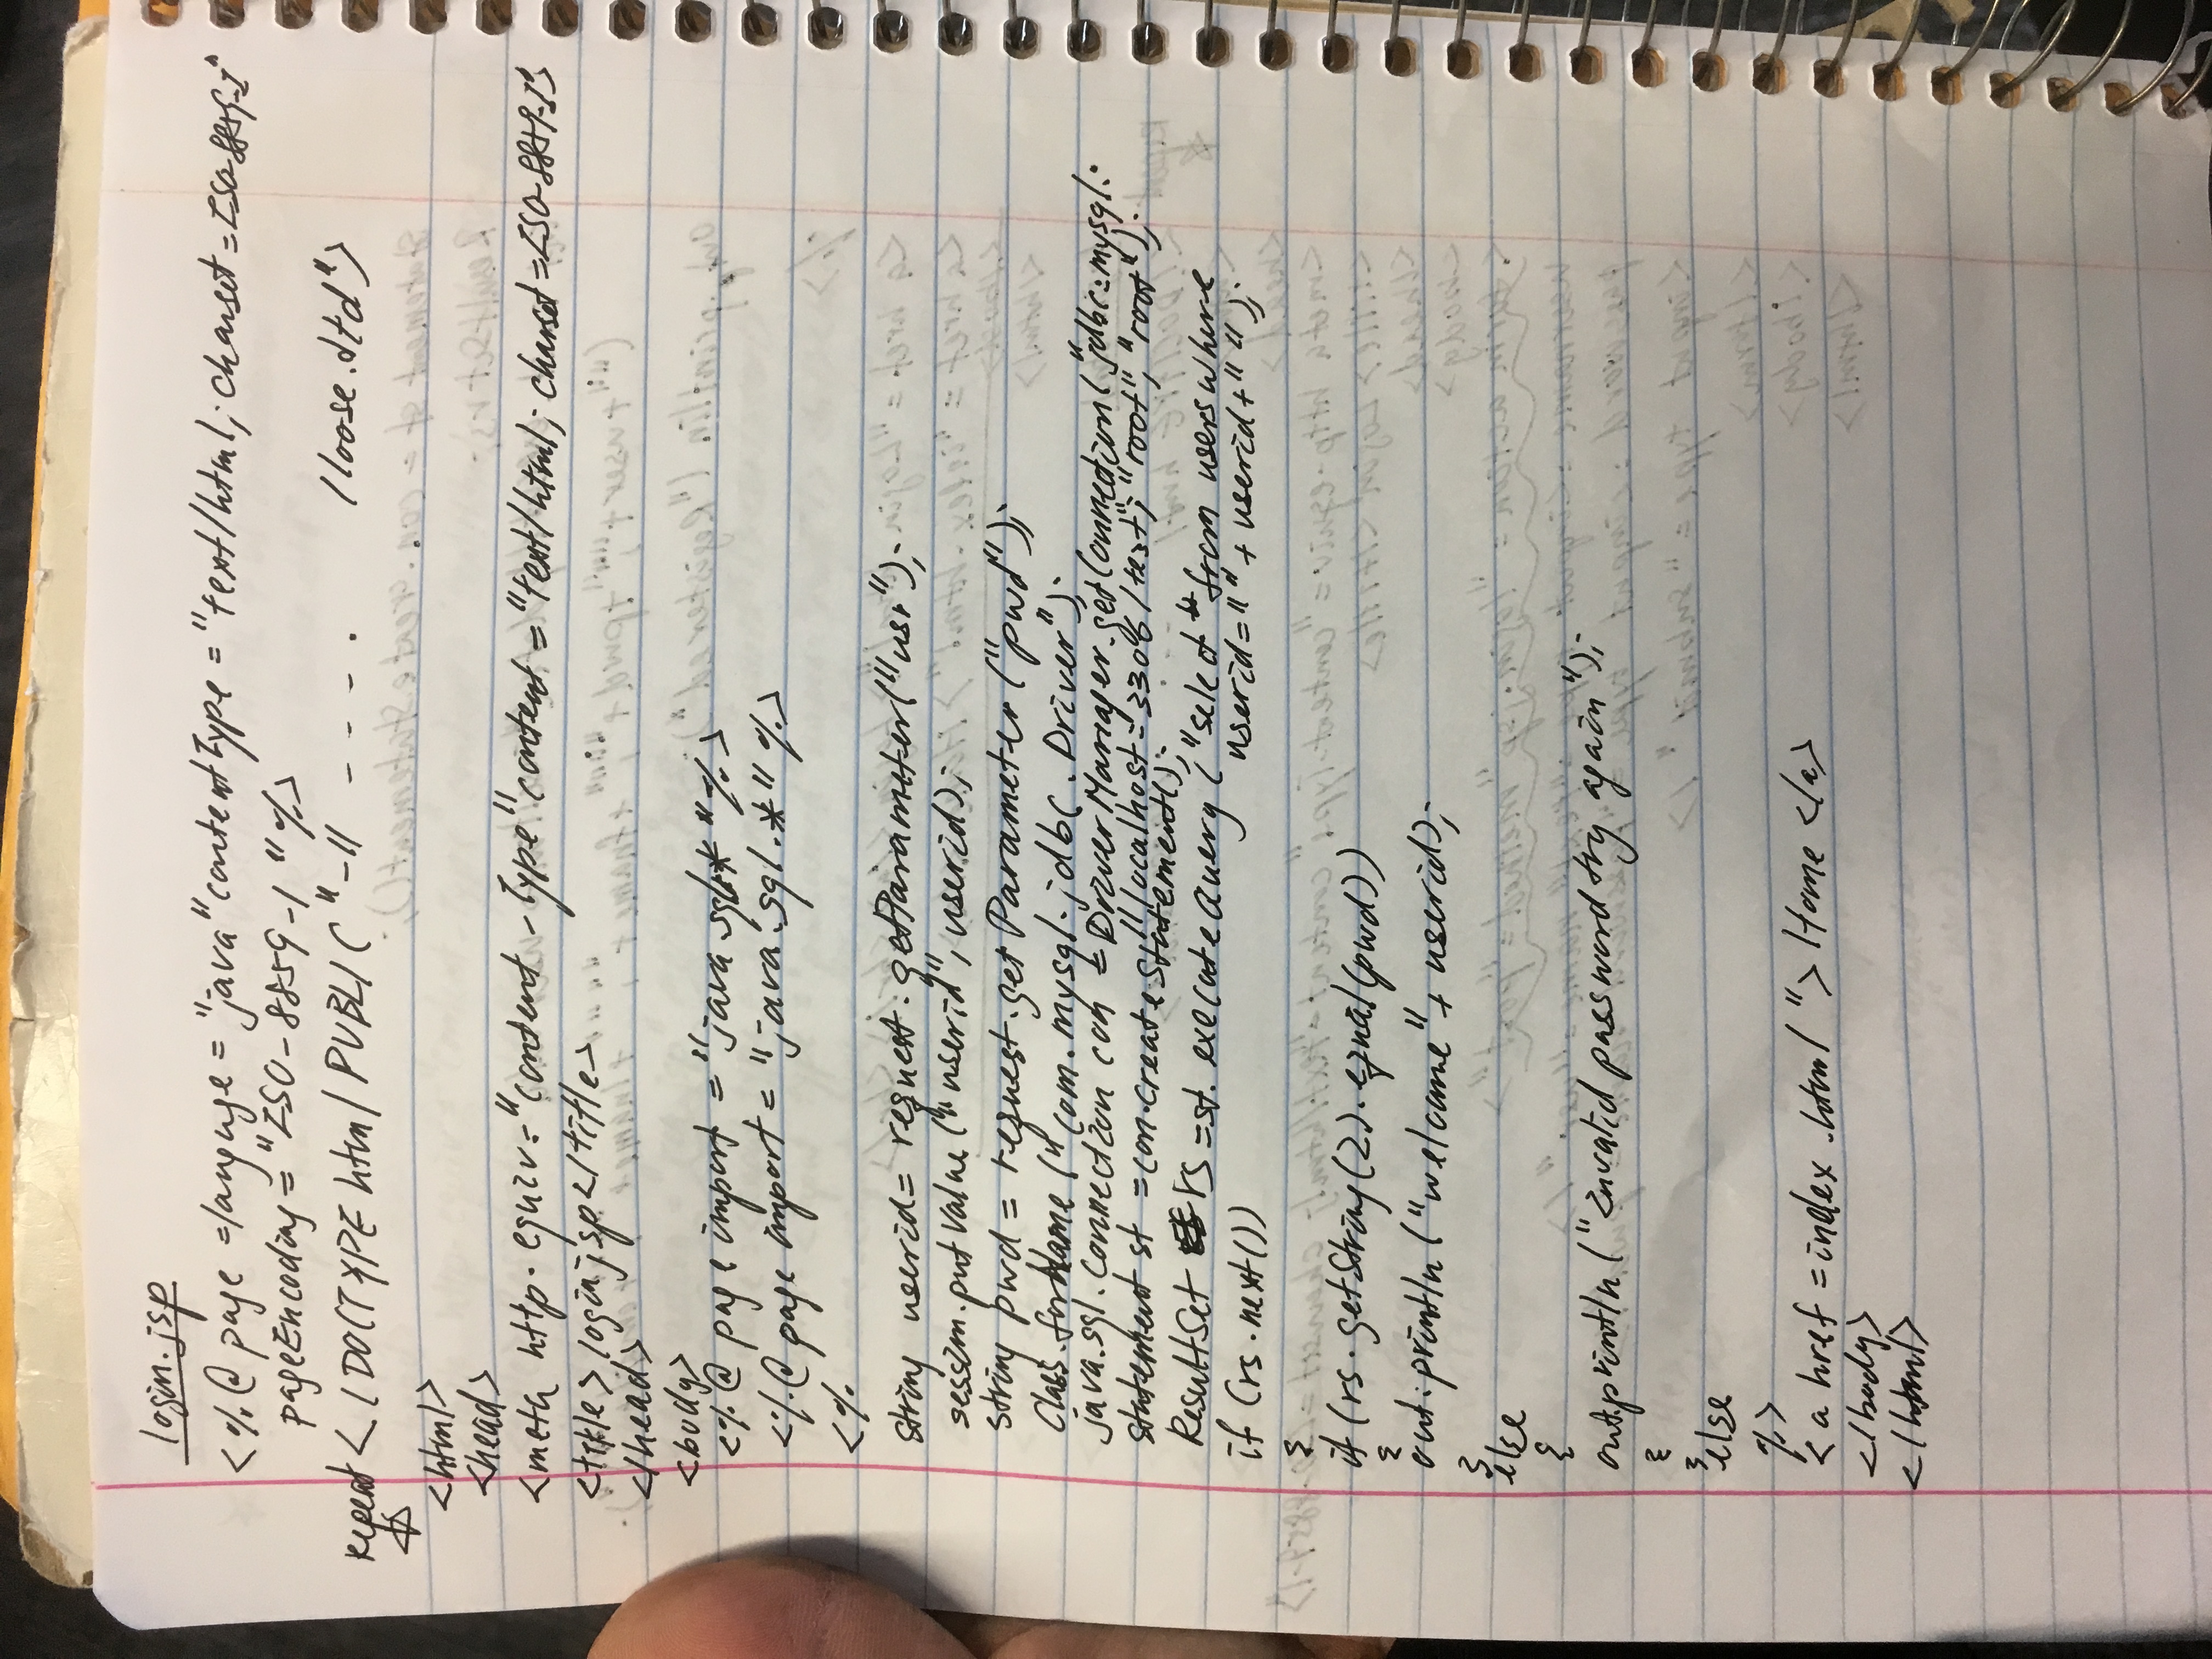 login.jsp
<%@ page =languge = "java" contentType = "text/html; charset=ISO-8859-1"
pageEncoding = "ISO-8859-1" %>
repeat <!DOCTYPE html PUBLIC "-// - - - - . /loose.dtd">
<html>
<head>
<meta http-equiv="content-Type" content = "text/html; charset=ISO-8859-1">
<title> login jsp</title>
</head>
<body>
<%@ page import = "java.sql.*" %>
<%@ page import = "java.sql.*" %>
<%
string userid= request.getParameter("usr");
session.putValue ("userid", userid);
string pwd = request.getParameter ("pwd");
Class.forName ("com.mysql.jdbc.Driver");
java.sql.Connection con = DriverManager.getConnection ("jdbc:mysql:
//localhost=3306/test"; "root", "root");
statement st =con.createStatement();
ResultSet rs =st.executeQuery ("select * from users where
userid=" " + userid+" " );
if (rs.next())
{
if (rs.getString(2).equal(pwd))
{
out.println ("welcome"+ userid);
}
else
{
out.println ("Invalid password try again");
{
}else
%>
<a href =index.html "> Home </a>
</body>
</html>